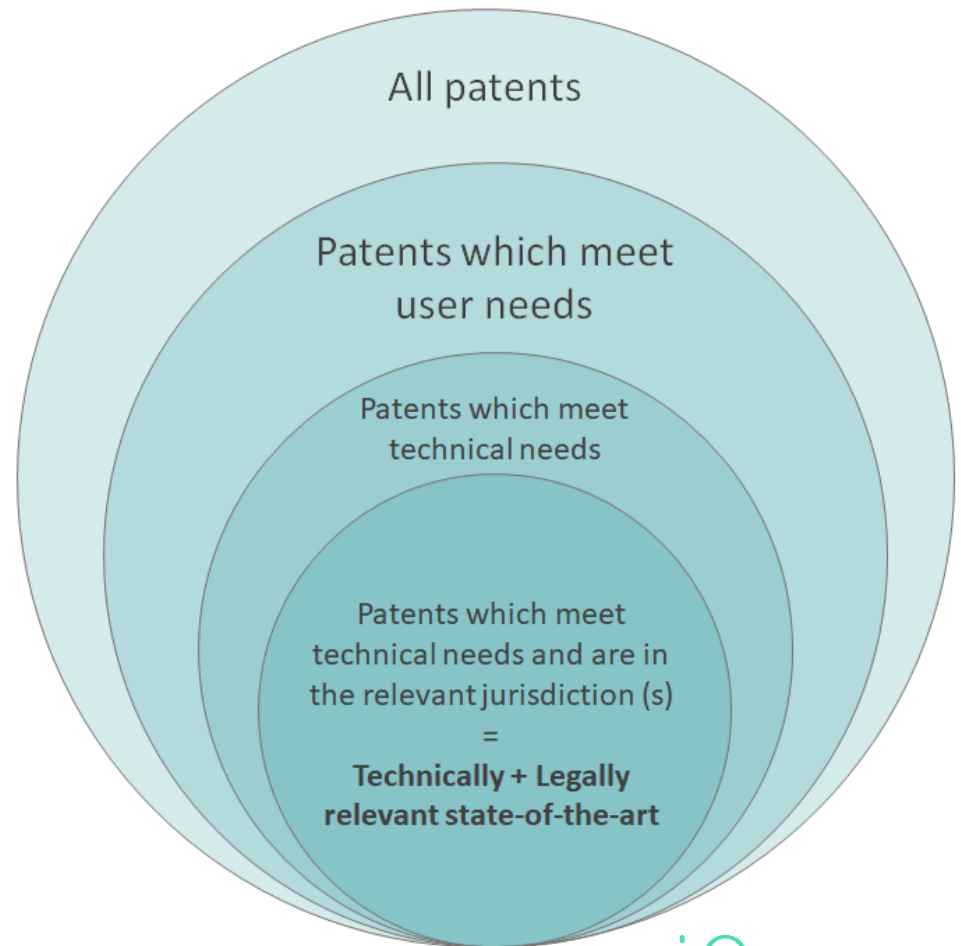 All patents
Patents which meet
user needs
Patents which meet
technical needs
Patents which meet
technical needs and are in
the relevant jurisdiction (s)
=
Technically + Legally
relevant state-of-the-art